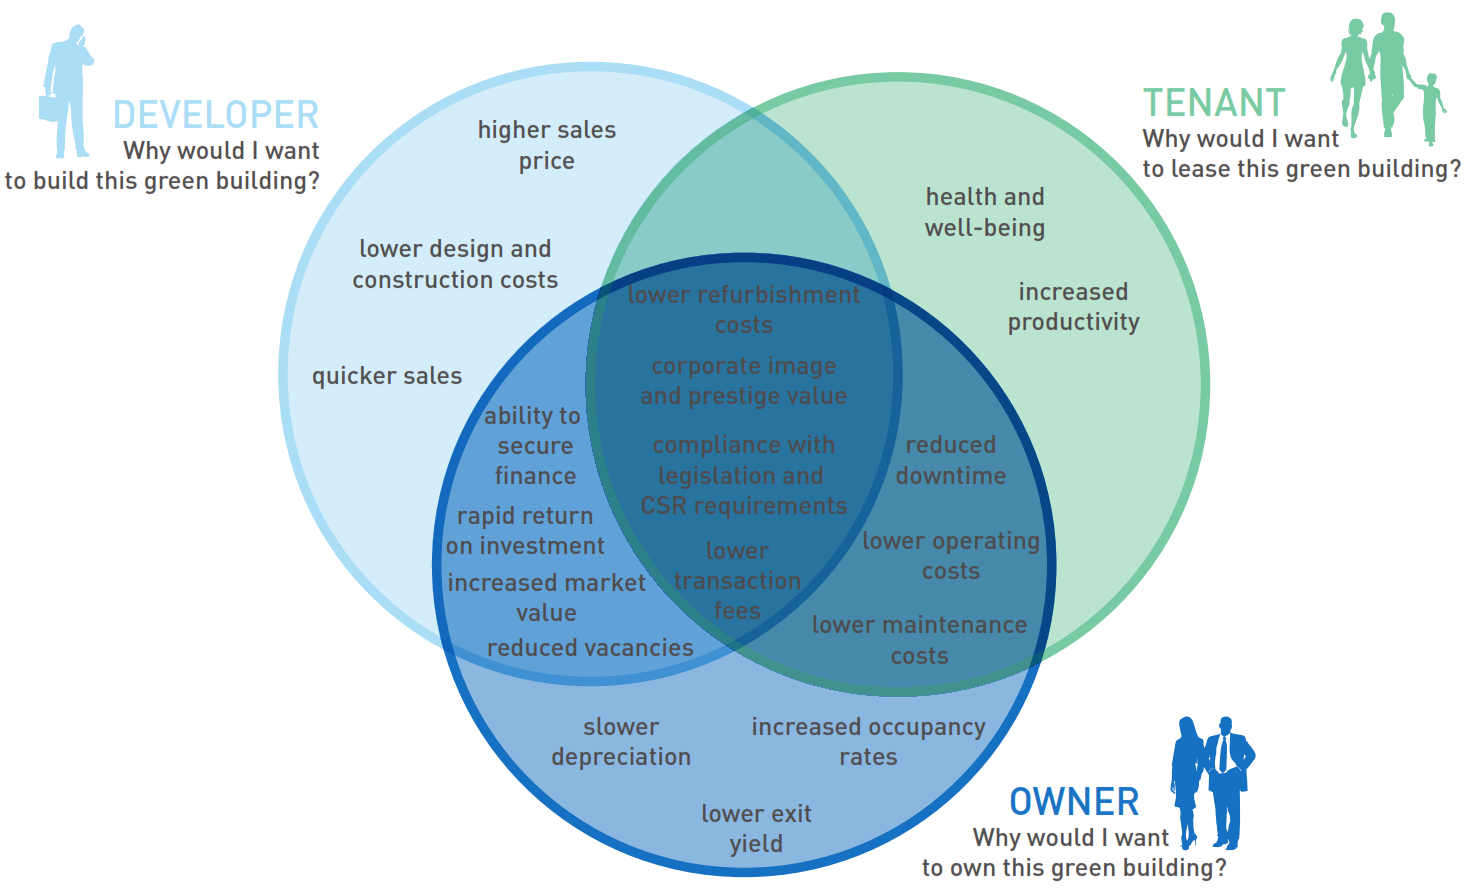 DEVELOPER
Why would I want
to build this green building?
TENANT
Why would I want
to lease this green building?
higher sales
price
lower design and
construction costs
quicker sales
health and
well-being
increased
productivity
lower refurbishment
costs
corporate image
and prestige value
compliance with
legislation and
CSR requirements
lower
transaction
fees
ability to
secure
finance
rapid return
on investment
increased market
value
reduced vacancies
reduced
downtime
lower operating
costs
lower maintenance
costs
slower
depreciation
increased occupancy
rates
lower exit
yield
OWNER
Why would I want
to own this green building?